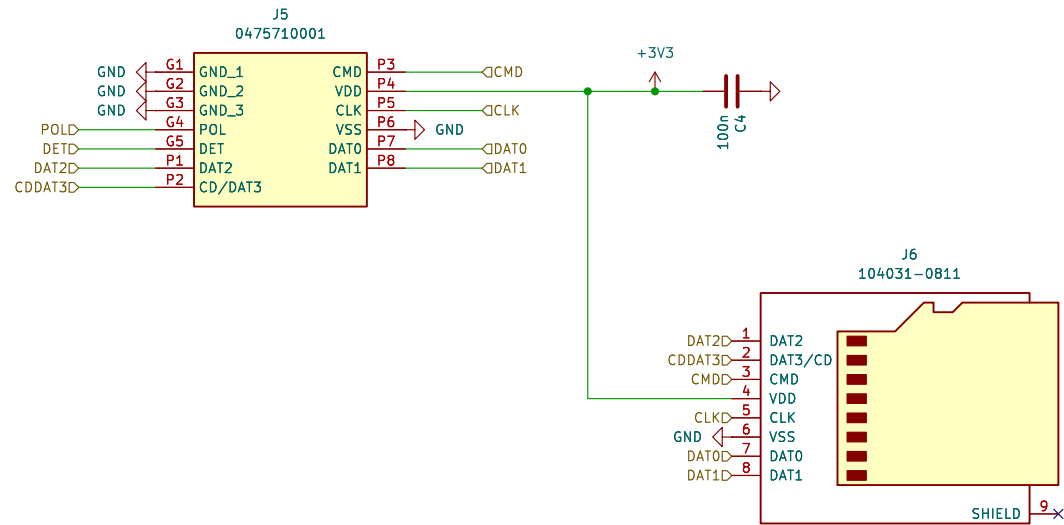 J5
0475710001
GND G1 GND_1
GND G2 GND_2
GND G3 GND_3
POL G4 POL
DET G5 DET
DAT2 P1 DAT2
CDDAT3 P2 CD/DAT3
CMD P3 CMD
VDD P4
CLK P5 CLK
VSS P6 GND
DAT0 P7 DAT0
DAT1 P8 DAT1
+3V3
100n
C4
J6
104031-0811
DAT2 1 DAT2
CDDAT3 2 DAT3/CD
CMD 3 CMD
4 VDD
CLK 5 CLK
GND 6 VSS
DAT0 7 DAT0
DAT1 8 DAT1
SHIELD 9